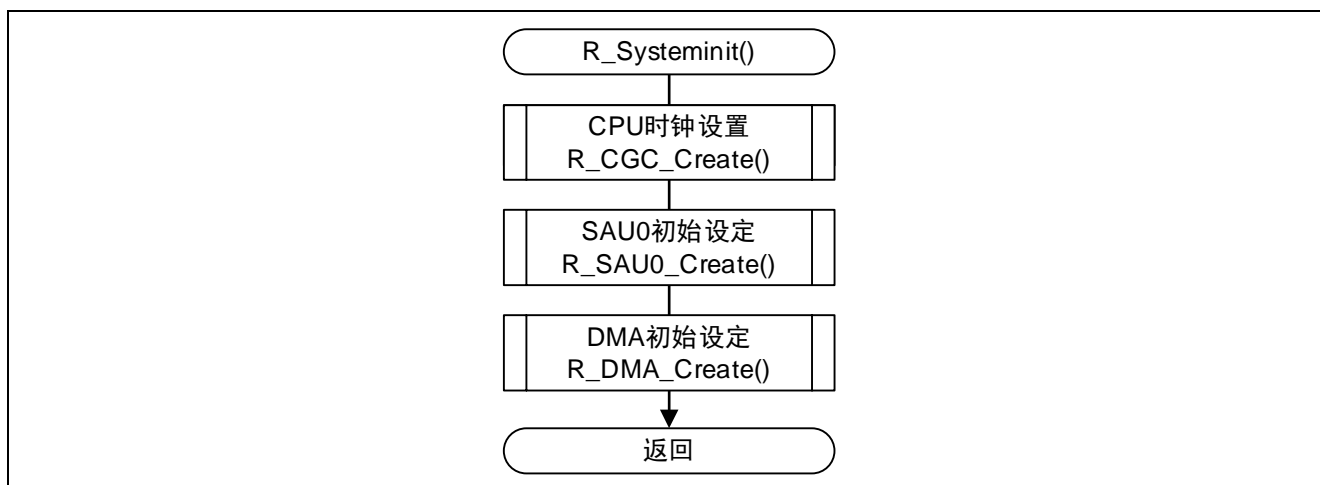 R_Systeminit()
CPU时钟设置
R_CGC_Create()
SAU0初始设定
R_SAU0_Create()
DMA初始设定
R_DMA_Create()
返回